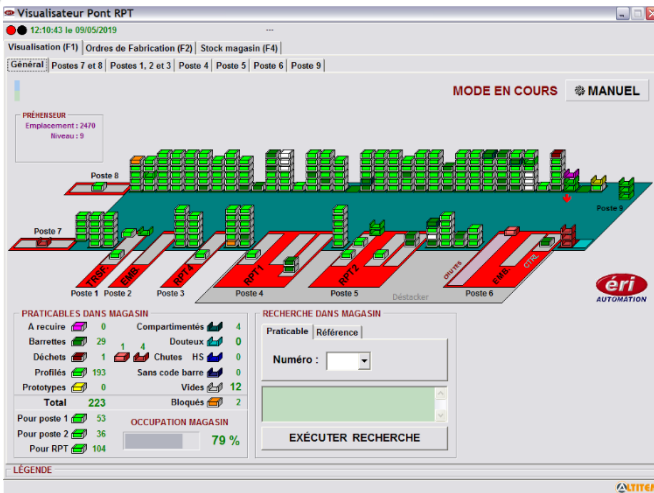 Visualisateur Pont RPT
12:10:43 le 09/05/2019 ...
Visualisation (F1) Ordres de Fabrication (F2) Stock magasin (F4)
Général Postes 7 et 8 Postes 1, 2 et 3 Poste 4 Poste 5 Poste 6 Poste 9
MODE EN COURS MANUEL
PRÉHENSEUR
Emplacement : 2470
Niveau : 9
Poste 8
Poste 9
Poste 7
TRGF. EMB. RPT4 RPT1 RPT2 Chutes EMB. CTRL
Poste 1 Poste 2 Poste 3 Poste 4 Poste 5 Déstocker Poste 6
éri
AUTOMATION
PRATICABLES DANS MAGASIN
A recuire 0 Compartimentés 4
Barrettes 29 Douteux 0
Déchets 1 1 4 Chutes HS 0
Profilés 193 Sans code barre 0
Prototypes 0 Vides 12
Total 223 Bloqués 2
Pour poste 1 53
Pour poste 2 36
Pour RPT 104
OCCUPATION MAGASIN
79 %
RECHERCHE DANS MAGASIN
Praticable Référence
Numéro :
EXÉCUTER RECHERCHE
LÉGENDE
ALTITEM